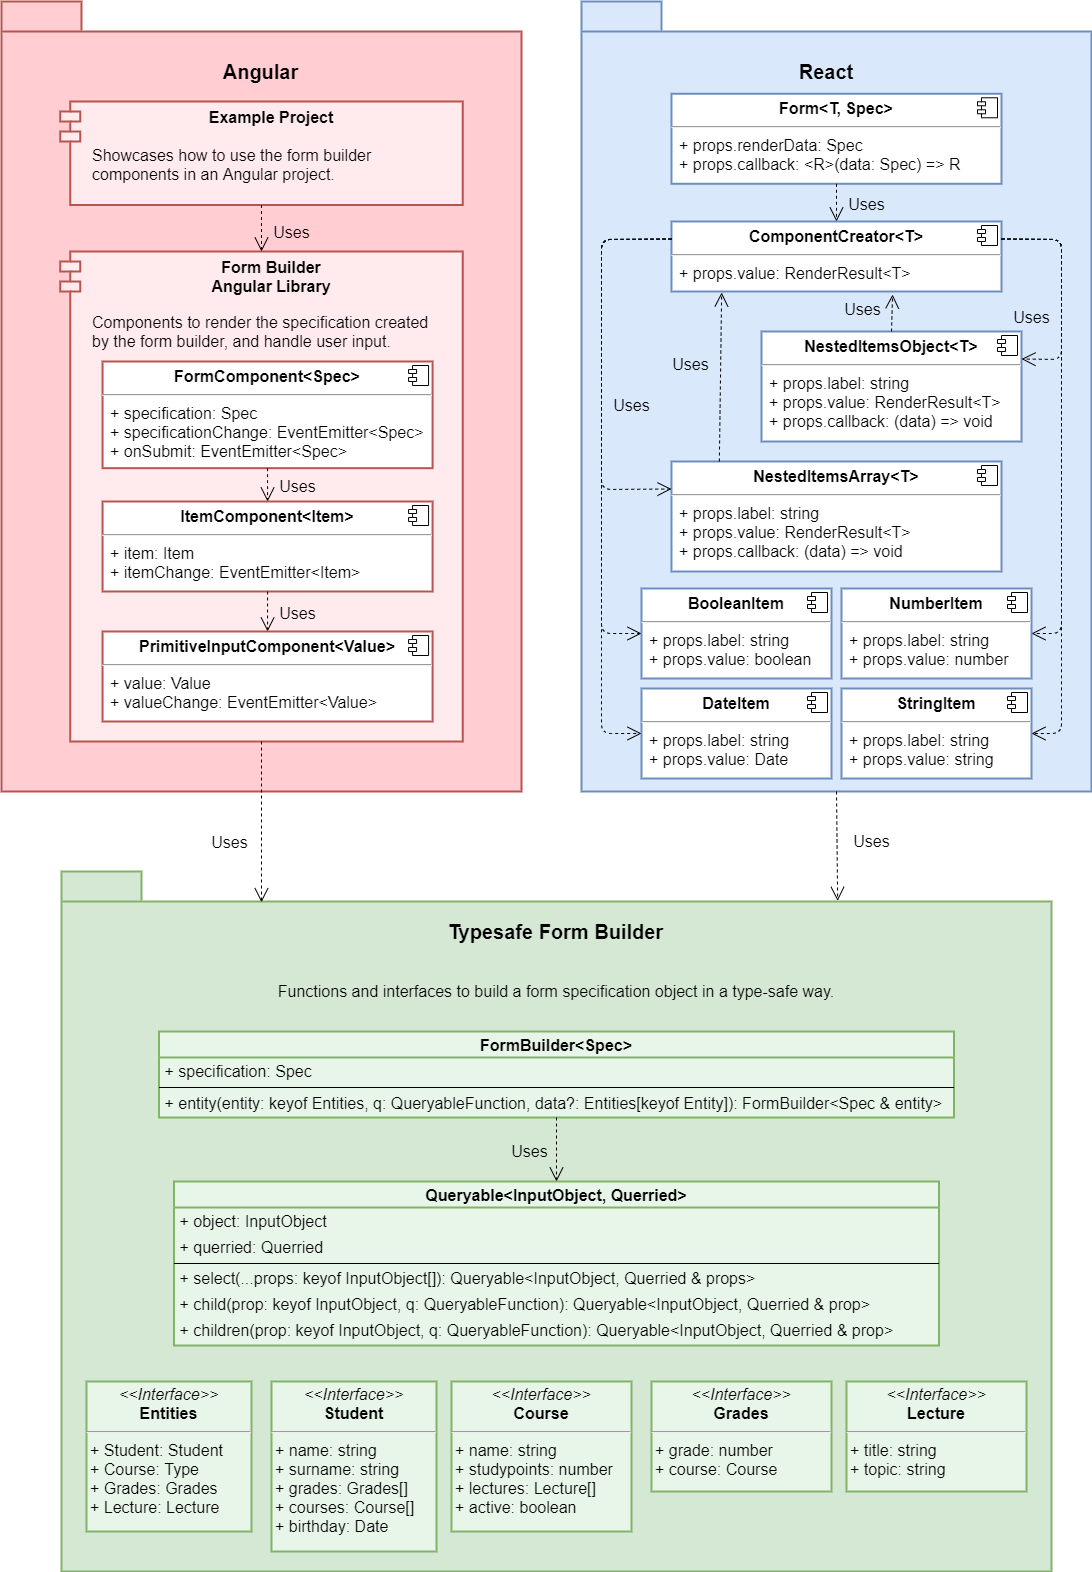 Angular
Example Project
Showcases how to use the form builder
components in an Angular project.
Uses
Form Builder
Angular Library
Components to render the specification created
by the form builder, and handle user input.
FormComponent<Spec>
+ specification: Spec
+ specificationChange: EventEmitter<Spec>
+ onSubmit: EventEmitter<Spec>
Uses
ItemComponent<Item>
+ item: Item
+ itemChange: EventEmitter<Item>
Uses
PrimitiveInputComponent<Value>
+ value: Value
+ valueChange: EventEmitter<Value>
Uses
React
Form<T, Spec>
+ props.renderData: Spec
+ props.callback: <R>(data: Spec) => R
Uses
ComponentCreator<T>
+ props.value: RenderResult<T>
Uses
Uses
NestedItemsObject<T>
+ props.label: string
+ props.value: RenderResult<T>
+ props.callback: (data) => void
Uses
Uses
NestedItemsArray<T>
+ props.label: string
+ props.value: RenderResult<T>
+ props.callback: (data) => void
BooleanItem
+ props.label: string
+ props.value: boolean
NumberItem
+ props.label: string
+ props.value: number
DateItem
+ props.label: string
+ props.value: Date
StringItem
+ props.label: string
+ props.value: string
Uses
Typesafe Form Builder
Functions and interfaces to build a form specification object in a type-safe way.
FormBuilder<Spec>
+ specification: Spec
+ entity(entity: keyof Entities, q: QueryableFunction, data?: Entities[keyof Entity]): FormBuilder<Spec & entity>
Uses
Queryable<InputObject, Querried>
+ object: InputObject
+ querried: Querried
+ select(...props: keyof InputObject[]): Queryable<InputObject, Querried & props>
+ child(prop: keyof InputObject, q: QueryableFunction): Queryable<InputObject, Querried & prop>
+ children(prop: keyof InputObject, q: QueryableFunction): Queryable<InputObject, Querried & prop>
<<Interface>>
Entities
+ Student: Student
+ Course: Type
+ Grades: Grades
+ Lecture: Lecture
<<Interface>>
Student
+ name: string
+ surname: string
+ grades: Grades[]
+ courses: Course[]
+ birthday: Date
<<Interface>>
Course
+ name: string
+ studypoints: number
+ lectures: Lecture[]
+ active: boolean
<<Interface>>
Grades
+ grade: number
+ course: Course
<<Interface>>
Lecture
+ title: string
+ topic: string